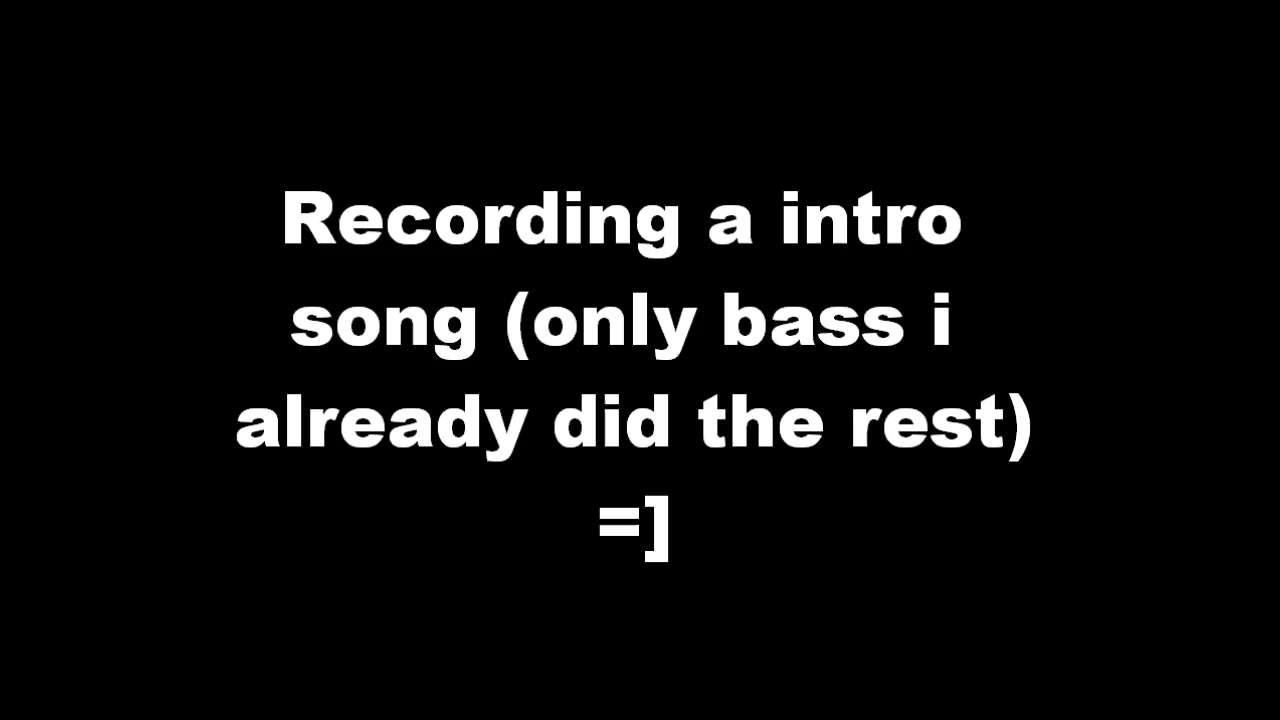 Recording a intro
song (only bass i
already did the rest)
=]